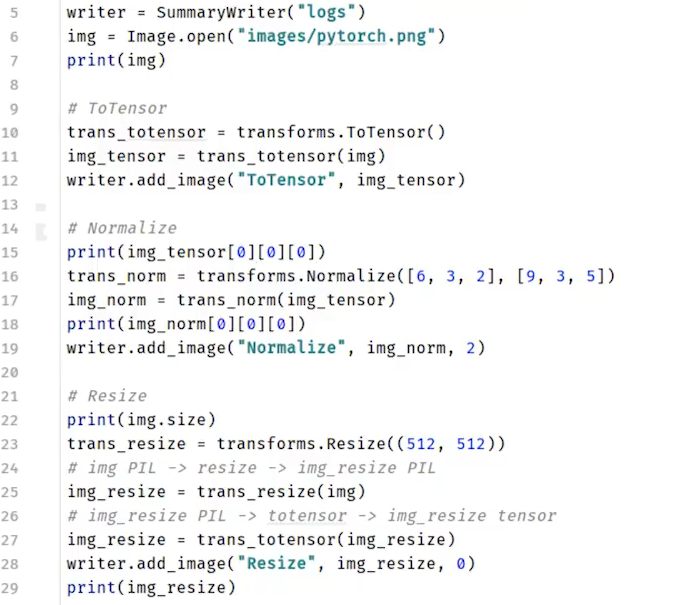 5 writer = SummaryWriter("logs")
6 img = Image.open("images/pytorch.png")
7 print(img)
8
9 # ToTensor
10 trans_totensor = transforms.ToTensor()
11 img_tensor = trans_totensor(img)
12 writer.add_image("ToTensor", img_tensor)
13
14 # Normalize
15 print(img_tensor[0][0][0])
16 trans_norm = transforms.Normalize([6, 3, 2], [9, 3, 5])
17 img_norm = trans_norm(img_tensor)
18 print(img_norm[0][0][0])
19 writer.add_image("Normalize", img_norm, 2)
20
21 # Resize
22 print(img.size)
23 trans_resize = transforms.Resize((512, 512))
24 # img PIL -> resize -> img_resize PIL
25 img_resize = trans_resize(img)
26 # img_resize PIL -> totensor -> img_resize tensor
27 img_resize = trans_totensor(img_resize)
28 writer.add_image("Resize", img_resize, 0)
29 print(img_resize)